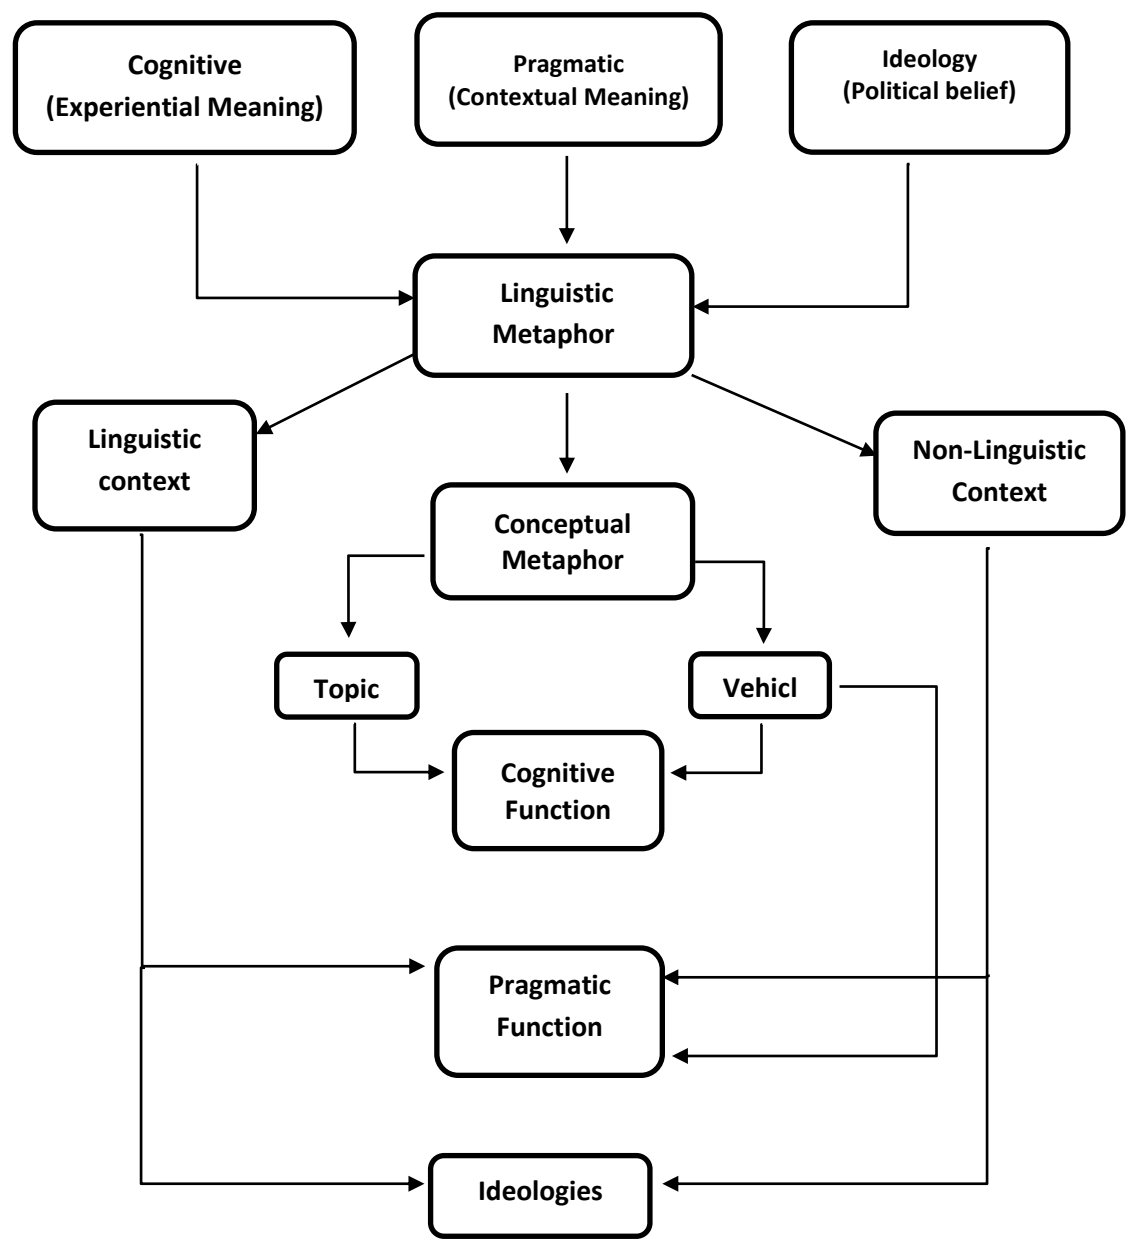 Cognitive
(Experiential Meaning)
Pragmatic
(Contextual Meaning)
Ideology
(Political belief)
Linguistic
Metaphor
Linguistic
context
Non-Linguistic
Context
Conceptual
Metaphor
Topic
Vehicl
Cognitive
Function
Pragmatic
Function
Ideologies